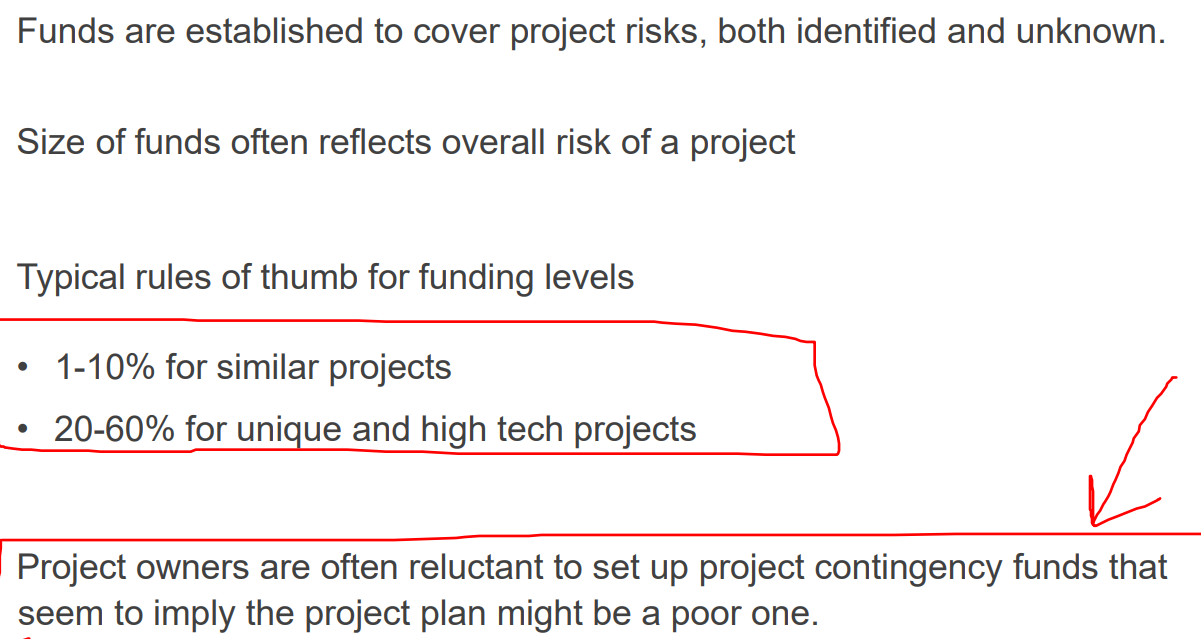 Funds are established to cover project risks, both identified and unknown.
Size of funds often reflects overall risk of a project
Typical rules of thumb for funding levels
• 1-10% for similar projects
• 20-60% for unique and high tech projects
Project owners are often reluctant to set up project contingency funds that
seem to imply the project plan might be a poor one.